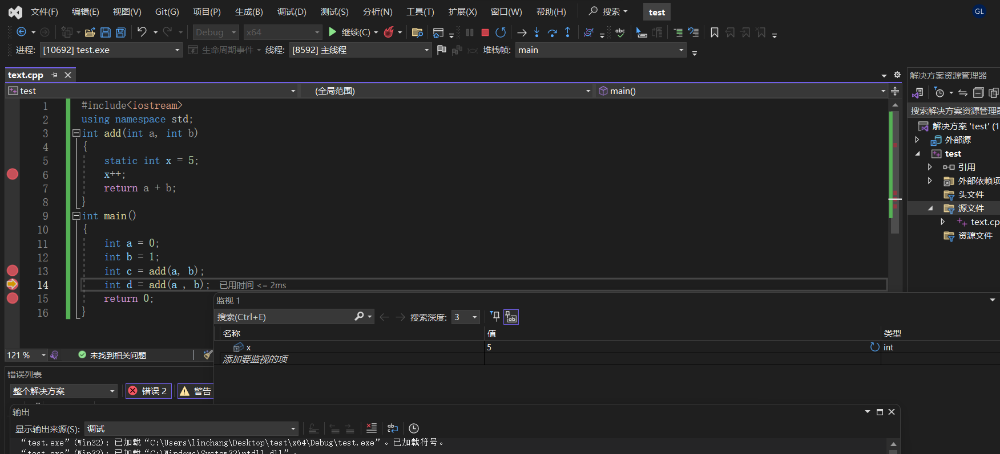 文件(F) 编辑(E) 视图(V) Git(G) 项目(P) 生成(B) 调试(D) 测试(S) 分析(N) 工具(T) 扩展(X) 窗口(W) 帮助(H) 搜索 test GL
Debug x64 继续(C)
进程: [10692] test.exe 生命周期事件 线程: [8592] 主线程 堆栈帧: main
text.cpp
test (全局范围) main()
1 #include<iostream>
2 using namespace std;
3 int add(int a, int b)
4 {
5 static int x = 5;
6 x++;
7 return a + b;
8 }
9 int main()
10 {
11 int a = 0;
12 int b = 1;
13 int c = add(a, b);
14 int d = add(a , b); 已用时间 <= 2ms
15 return 0;
16 }
解决方案资源管理器
搜索解决方案资源管理器
解决方案 'test' (1
外部源
test
引用
外部依赖项
头文件
源文件
text.cp
资源文件
监视 1
搜索(Ctrl+E) 搜索深度: 3
名称 值 类型
x 5 int
添加要监视的项
121 % 未找到相关问题
错误列表
整个解决方案 错误 2 警告
输出
显示输出来源(S): 调试
“test.exe”(Win32): 已加载“C:\Users\linchang\Desktop\test\x64\Debug\test.exe”。已加载符号。
“test.exe”(Win32): 已加载“C:\Windows\System32\ntdll.dll”。